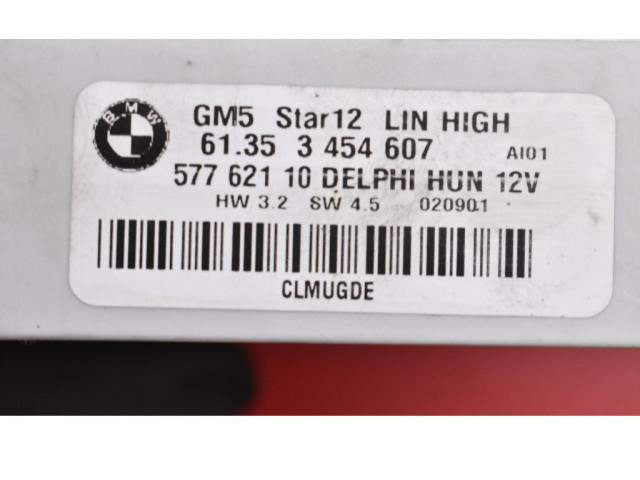 BMW
GM5 Star12 LIN HIGH
61.35 3 454 607 AI01
577 621 10 DELPHI HUN 12V
HW 3.2 SW 4.5 020901
CLMUGDE